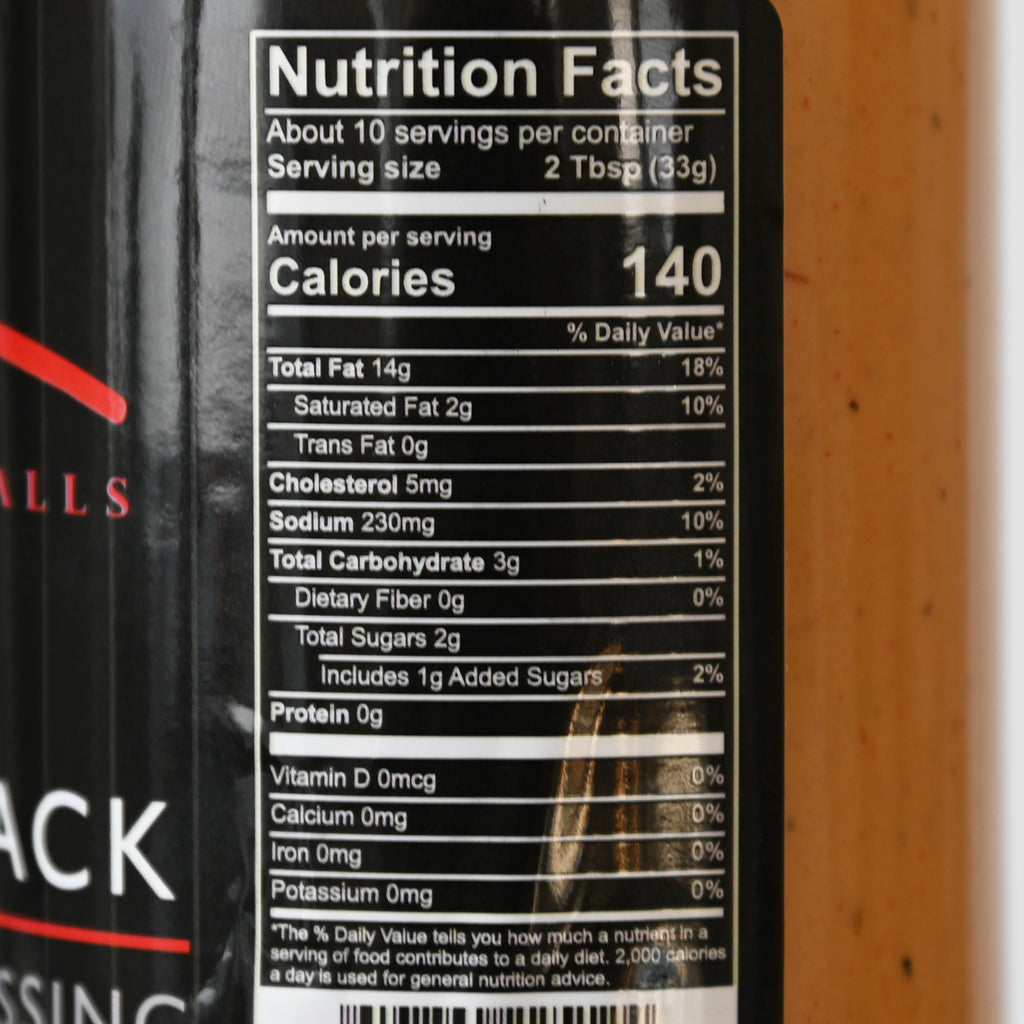 Nutrition Facts
About 10 servings per container
Serving size 2 Tbsp (33g)
Amount per serving
Calories 140
% Daily Value*
Total Fat 14g 18%
Saturated Fat 2g 10%
Trans Fat 0g
Cholesterol 5mg 2%
Sodium 230mg 10%
Total Carbohydrate 3g 1%
Dietary Fiber 0g 0%
Total Sugars 2g
Includes 1g Added Sugars 2%
Protein 0g
Vitamin D 0mcg 0%
Calcium 0mg 0%
Iron 0mg 0%
Potassium 0mg 0%
*The % Daily Value tells you how much a nutrient in a
serving of food contributes to a daily diet. 2,000 calories
a day is used for general nutrition advice.
ALLS
ACK
SSING